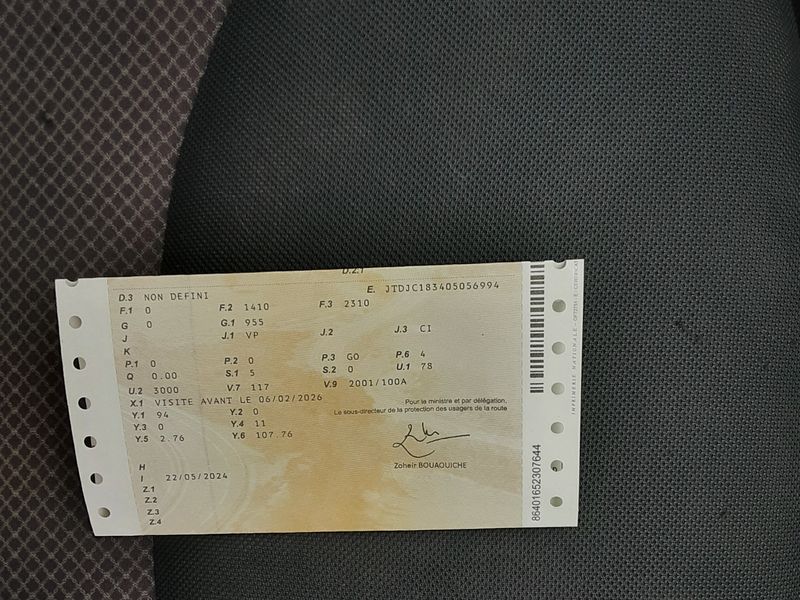 D.2.1
D.3 NON DEFINI E. JTDJC183405056994
F.1 0 F.2 1410 F.3 2310
G 0 G.1 955
J J.1 VP J.2 J.3 CI
K
P.1 0 P.2 0 P.3 GO P.6 4
Q 0.00 S.1 5 S.2 0 U.1 78
U.2 3000 V.7 117 V.9 2001/100A
X.1 VISITE AVANT LE 06/02/2026
Y.1 94 Y.2 0
Y.3 0 Y.4 11
Y.5 2.76 Y.6 107.76
Pour le ministre et par délégation,
Le sous-directeur de la protection des usagers de la route
Zoheir BOUAOUICHE
H
I 22/05/2024
Z.1
Z.2
Z.3
Z.4
86401652307644
IMPRIMERIE NATIONALE